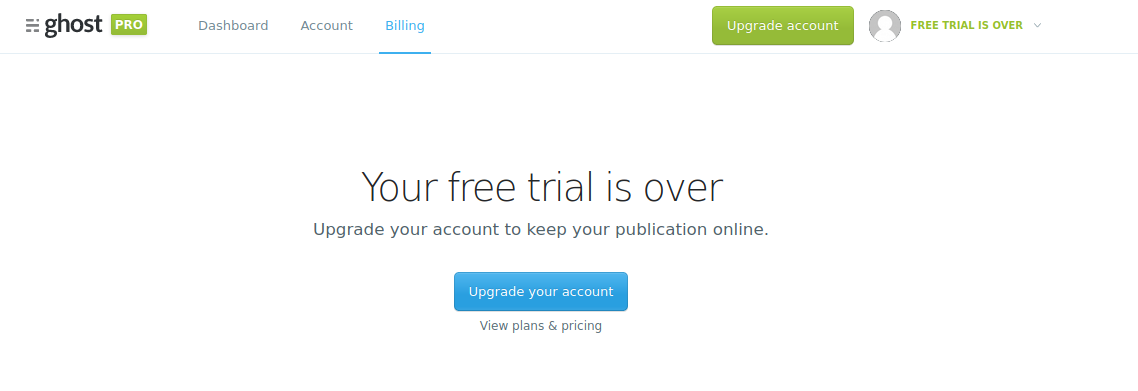 ghost PRO Dashboard Account Billing Upgrade account FREE TRIAL IS OVER
Your free trial is over
Upgrade your account to keep your publication online.
Upgrade your account
View plans & pricing